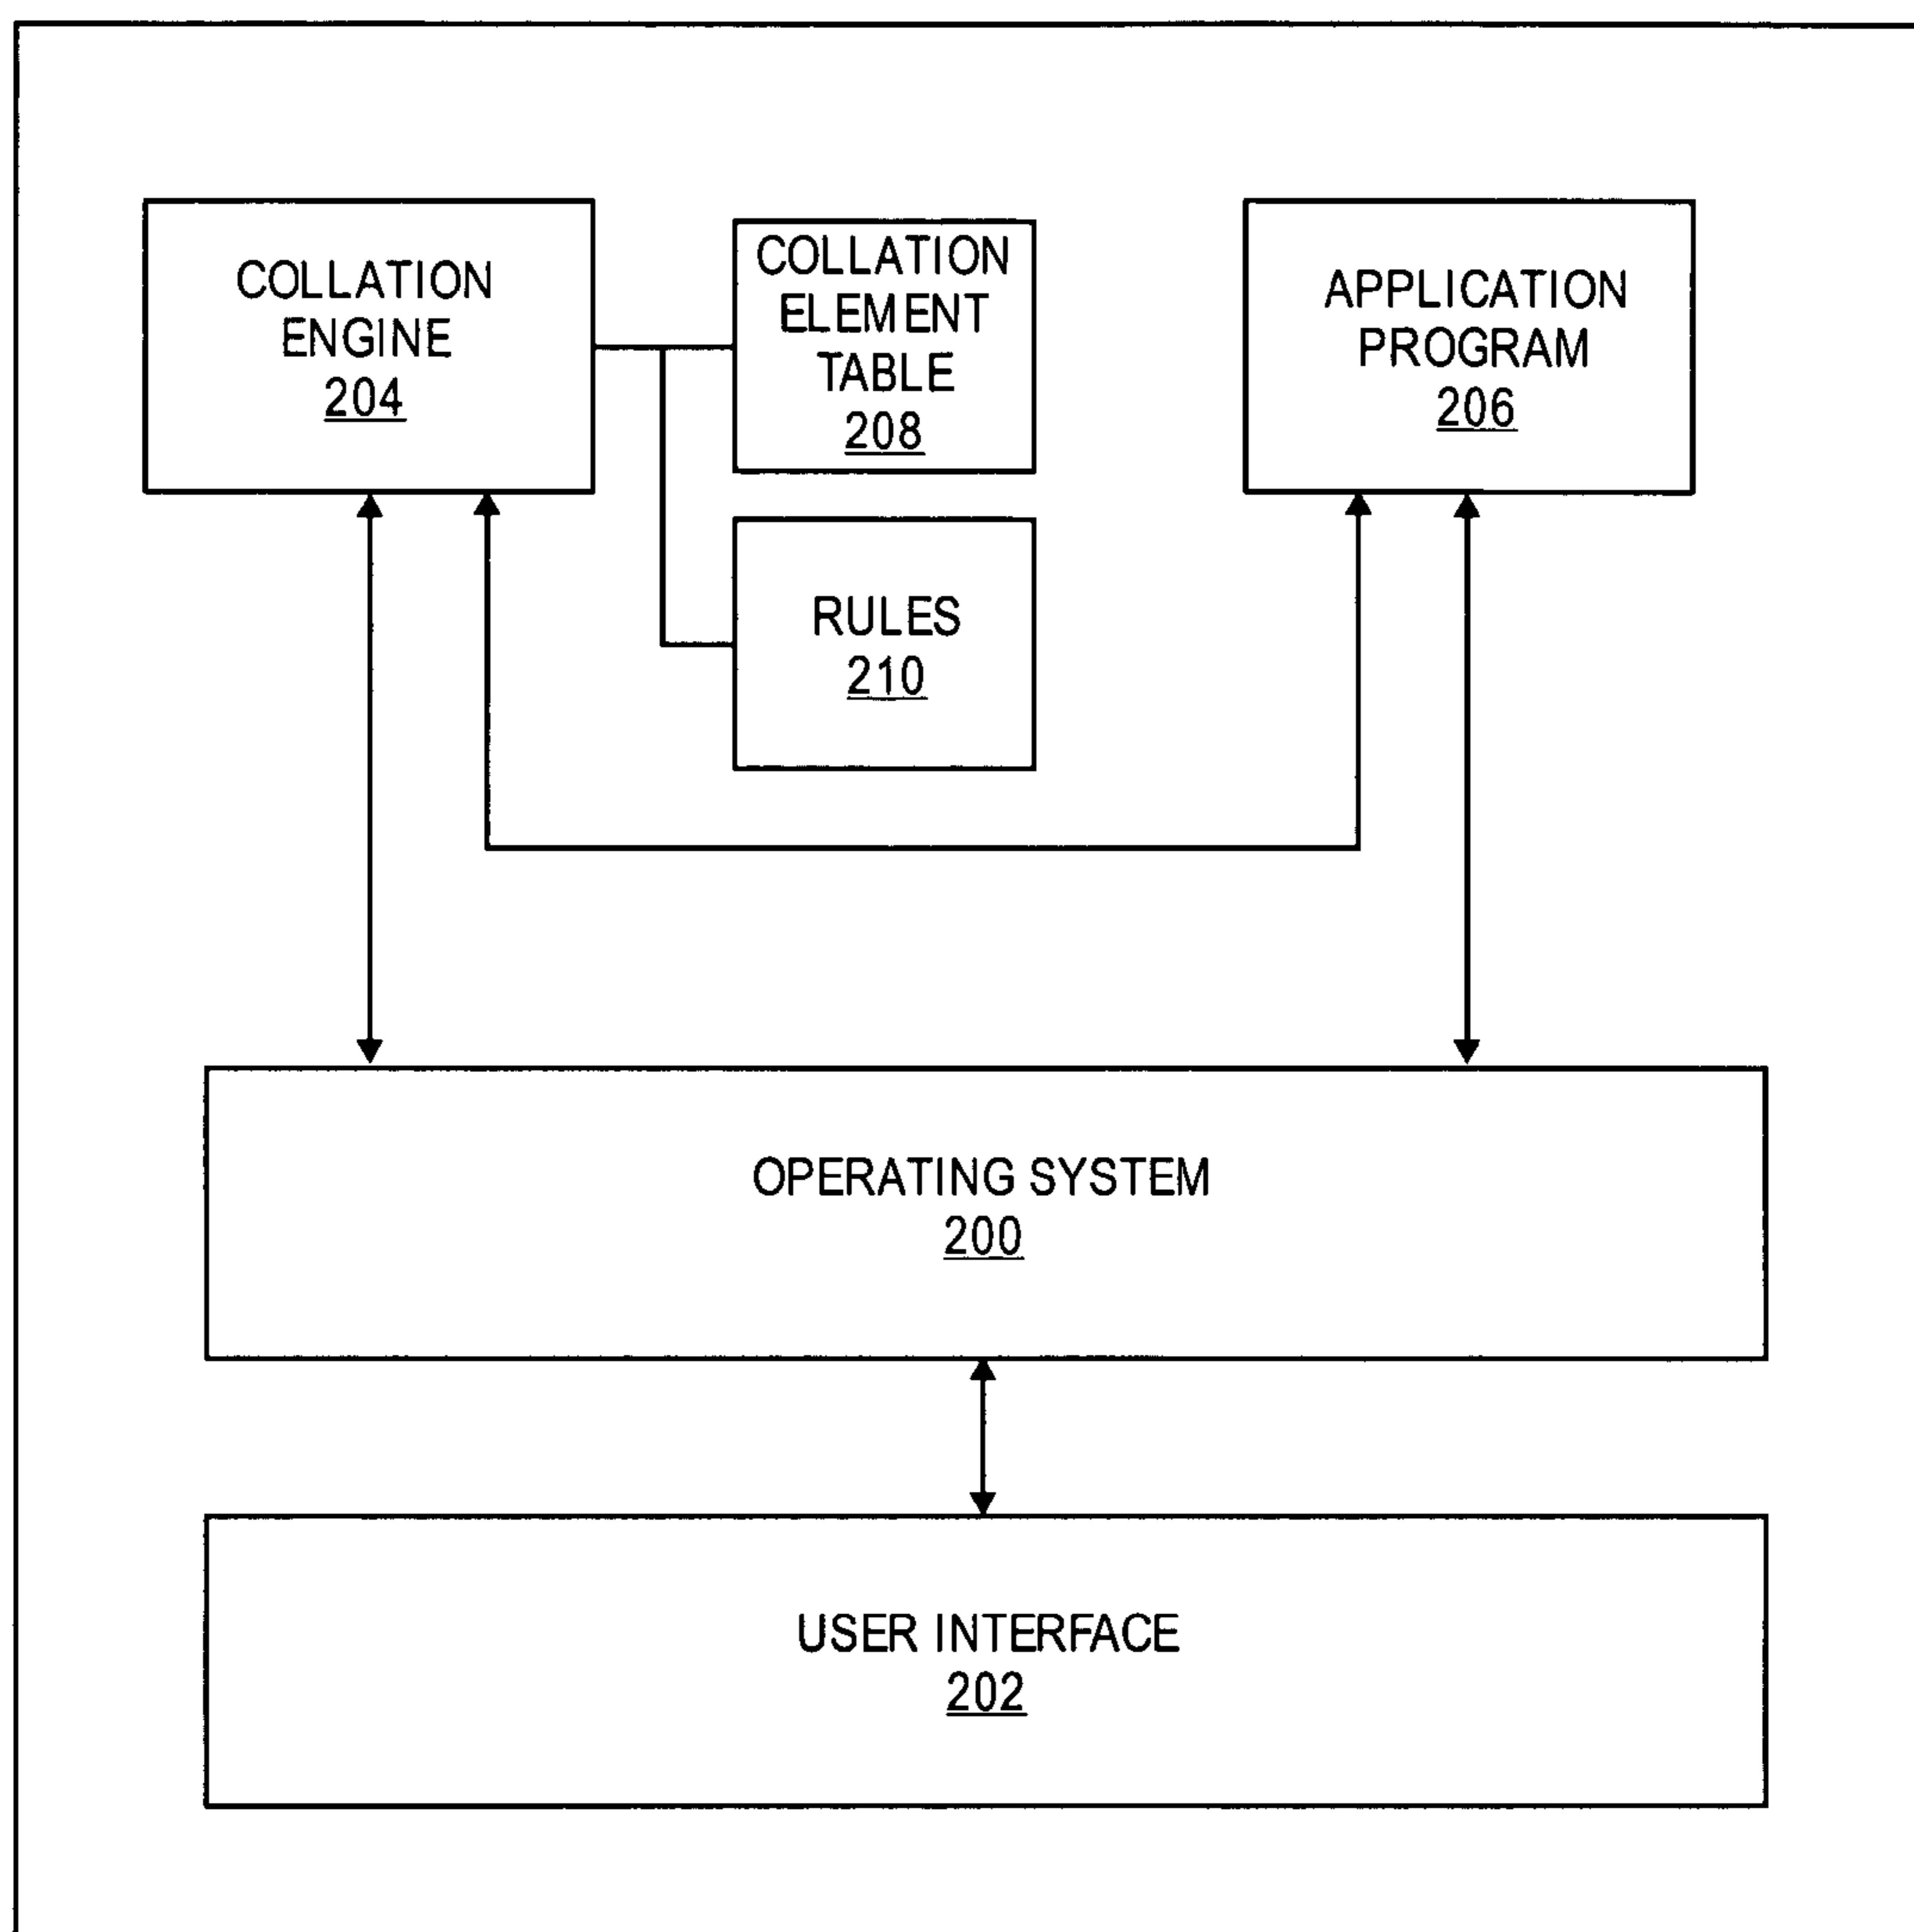 COLLATION
ENGINE
204
COLLATION
ELEMENT
TABLE
208
APPLICATION
PROGRAM
206
RULES
210
OPERATING SYSTEM
200
USER INTERFACE
202